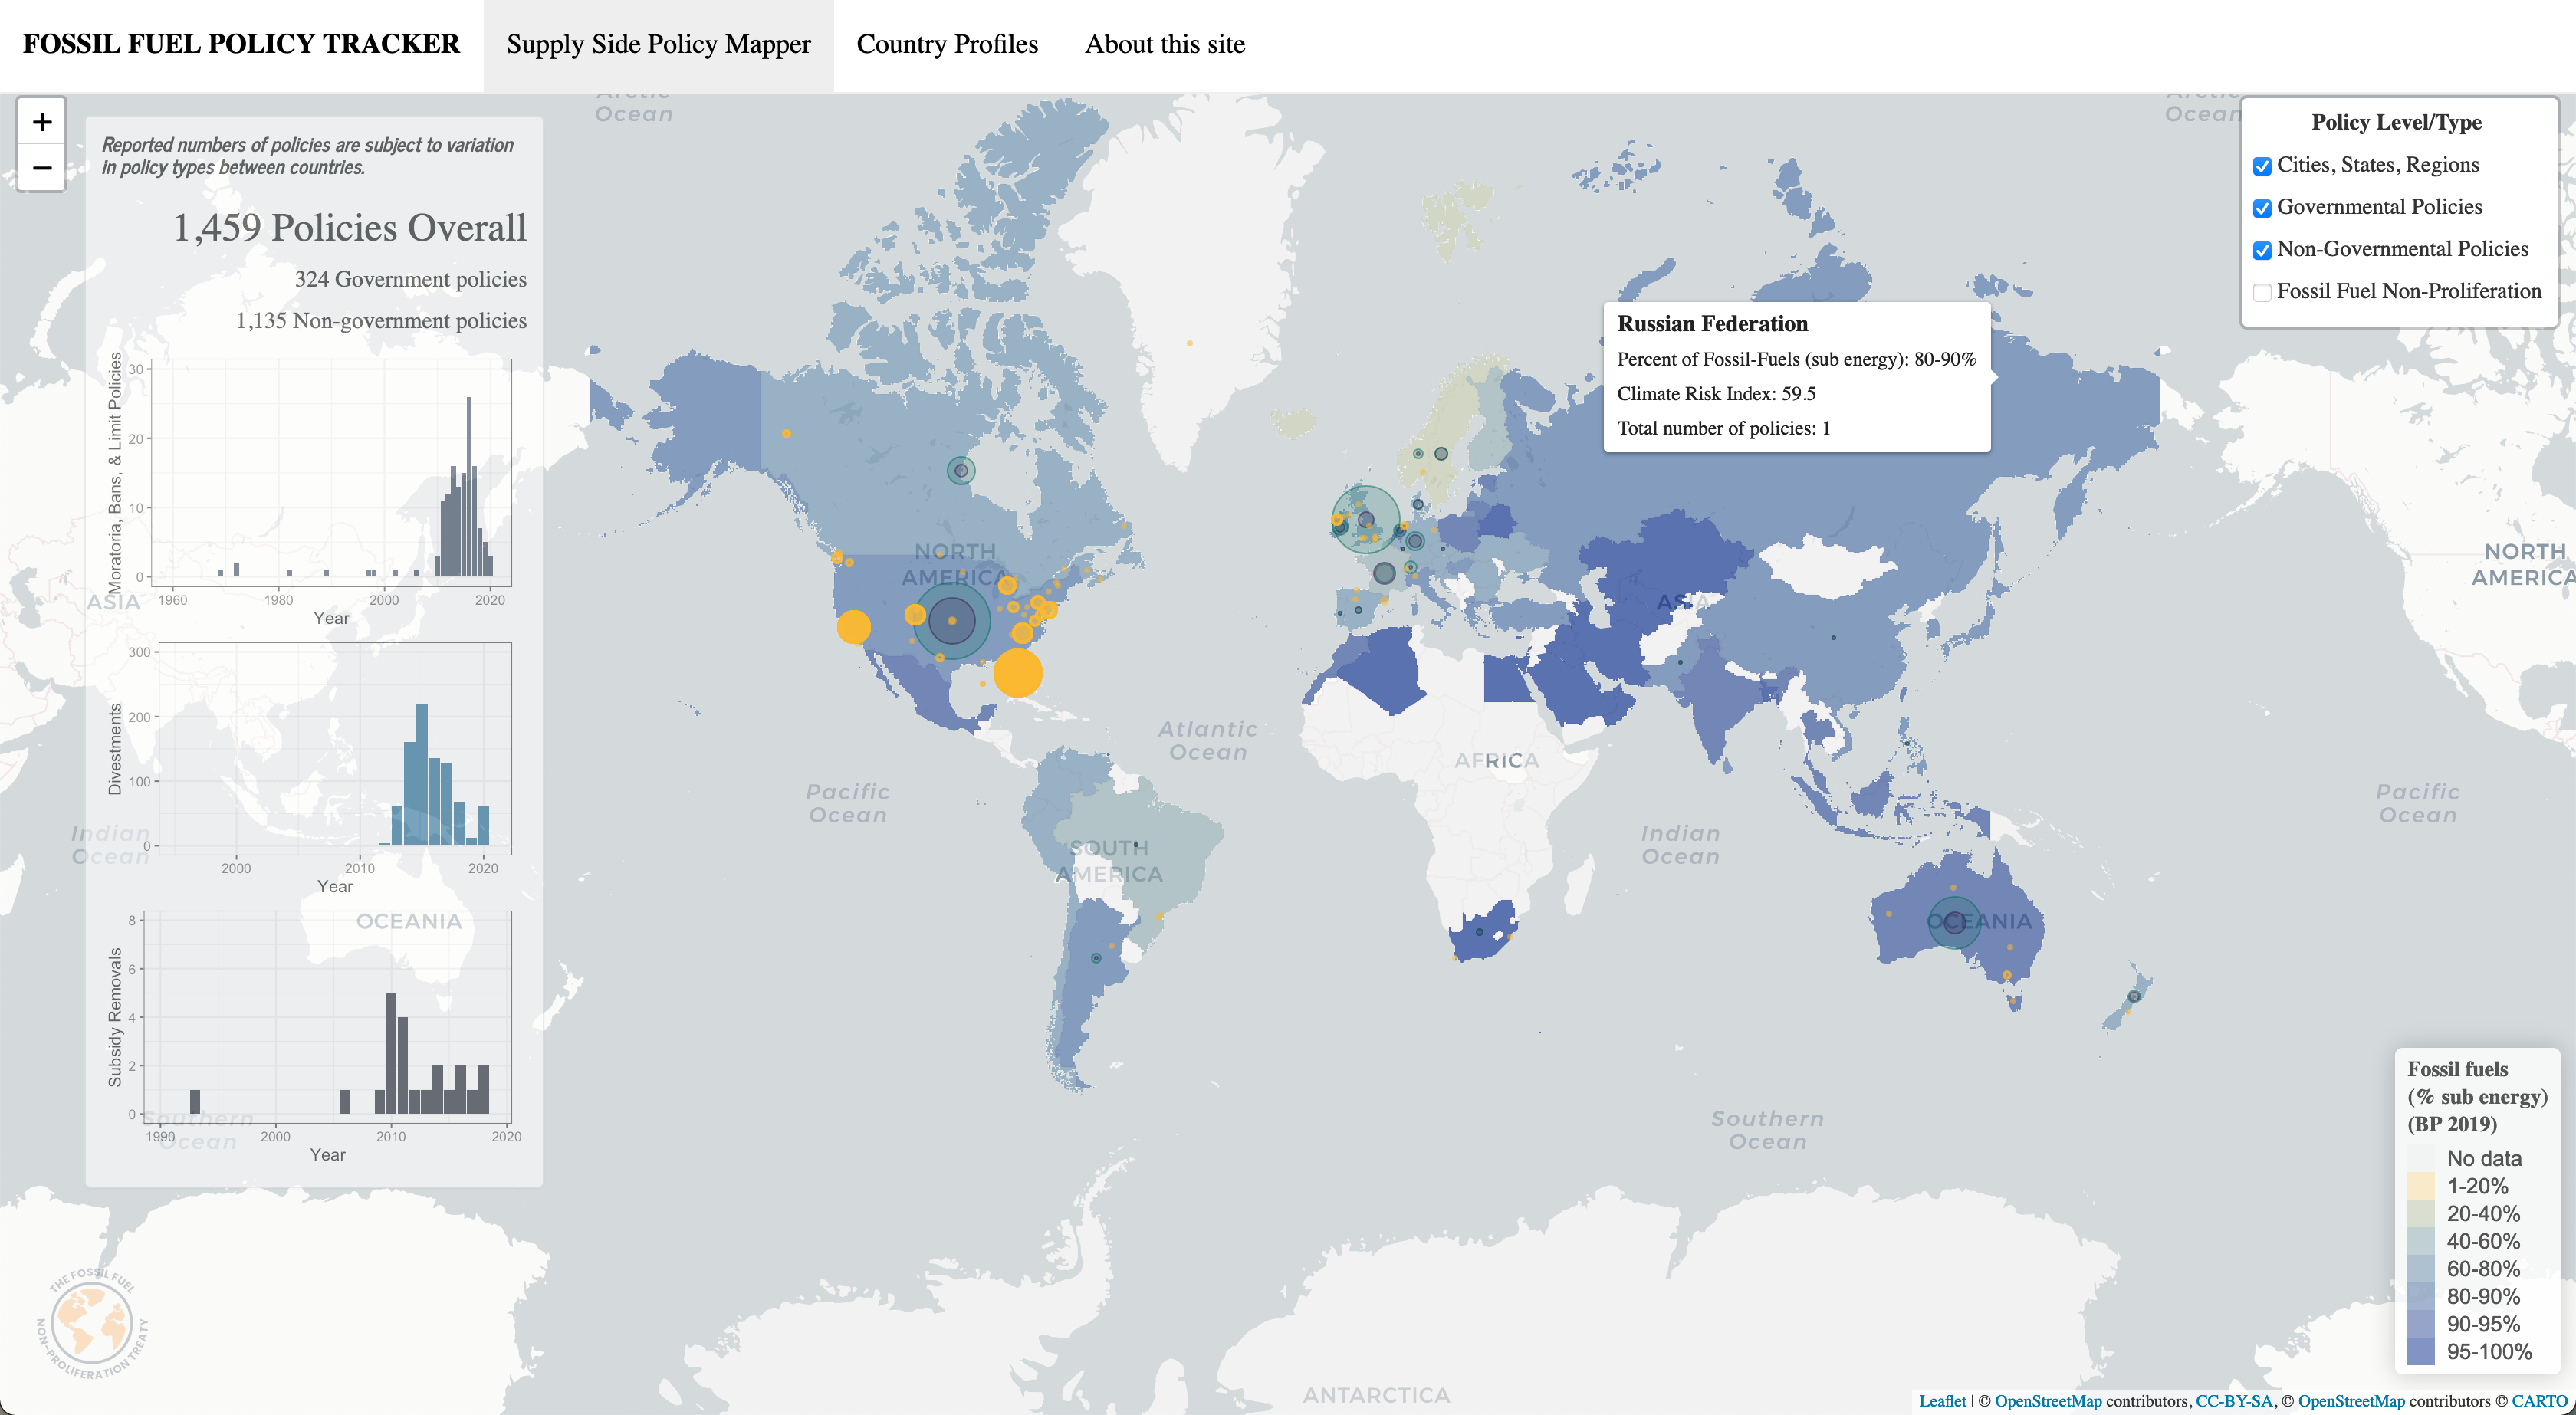 FOSSIL FUEL POLICY TRACKER
Supply Side Policy Mapper
Country Profiles
About this site
+
−
Reported numbers of policies are subject to variation
in policy types between countries.
1,459 Policies Overall
324 Government policies
1,135 Non-government policies
Moratoria, Bans, & Limit Policies
30
20
10
0
1960
1980
2000
2020
Year
Divestments
300
200
100
0
2000
2010
2020
Year
Subsidy Removals
8
6
4
2
0
1990
2000
2010
2020
Year
ASIA
Indian
Ocean
OCEANIA
Southern
Ocean
THE FOSSIL FUEL
NON-PROLIFERATION TREATY
Arctic
Ocean
NORTH
AMERICA
Atlantic
Ocean
Pacific
Ocean
SOUTH
AMERICA
AFRICA
ASIA
Indian
Ocean
OCEANIA
Southern
Ocean
ANTARCTICA
Arctic
Ocean
NORTH
AMERICA
Pacific
Ocean
Russian Federation
Percent of Fossil-Fuels (sub energy): 80-90%
Climate Risk Index: 59.5
Total number of policies: 1
Policy Level/Type
Cities, States, Regions
Governmental Policies
Non-Governmental Policies
Fossil Fuel Non-Proliferation
Fossil fuels
(% sub energy)
(BP 2019)
No data
1-20%
20-40%
40-60%
60-80%
80-90%
90-95%
95-100%
Leaflet | © OpenStreetMap contributors, CC-BY-SA, © OpenStreetMap contributors © CARTO